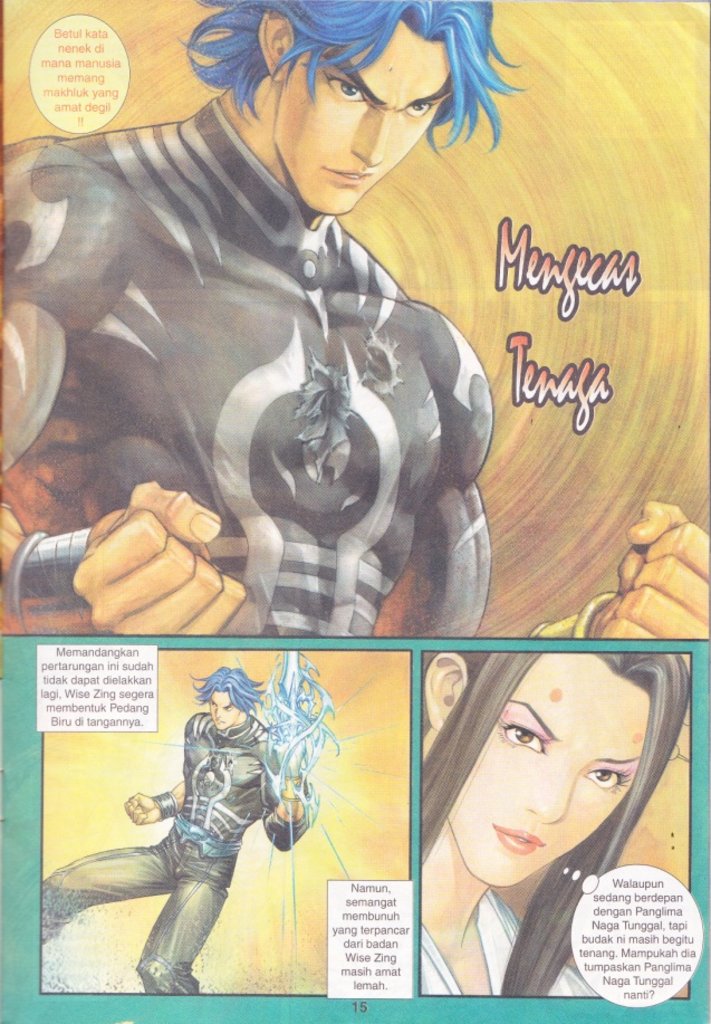 Betul kata
nenek di
mana manusia
memang
makhluk yang
amat degil
!!
Mengecas
Tenaga
Memandangkan
pertarungan ini sudah
tidak dapat dielakkan
lagi, Wise Zing segera
membentuk Pedang
Biru di tangannya.
Namun,
semangat
membunuh
yang terpancar
dari badan
Wise Zing
masih amat
lemah.
Walaupun
sedang berdepan
dengan Panglima
Naga Tunggal, tapi
budak ni masih begitu
tenang. Mampukah dia
tumpaskan Panglima
Naga Tunggal
nanti?
15